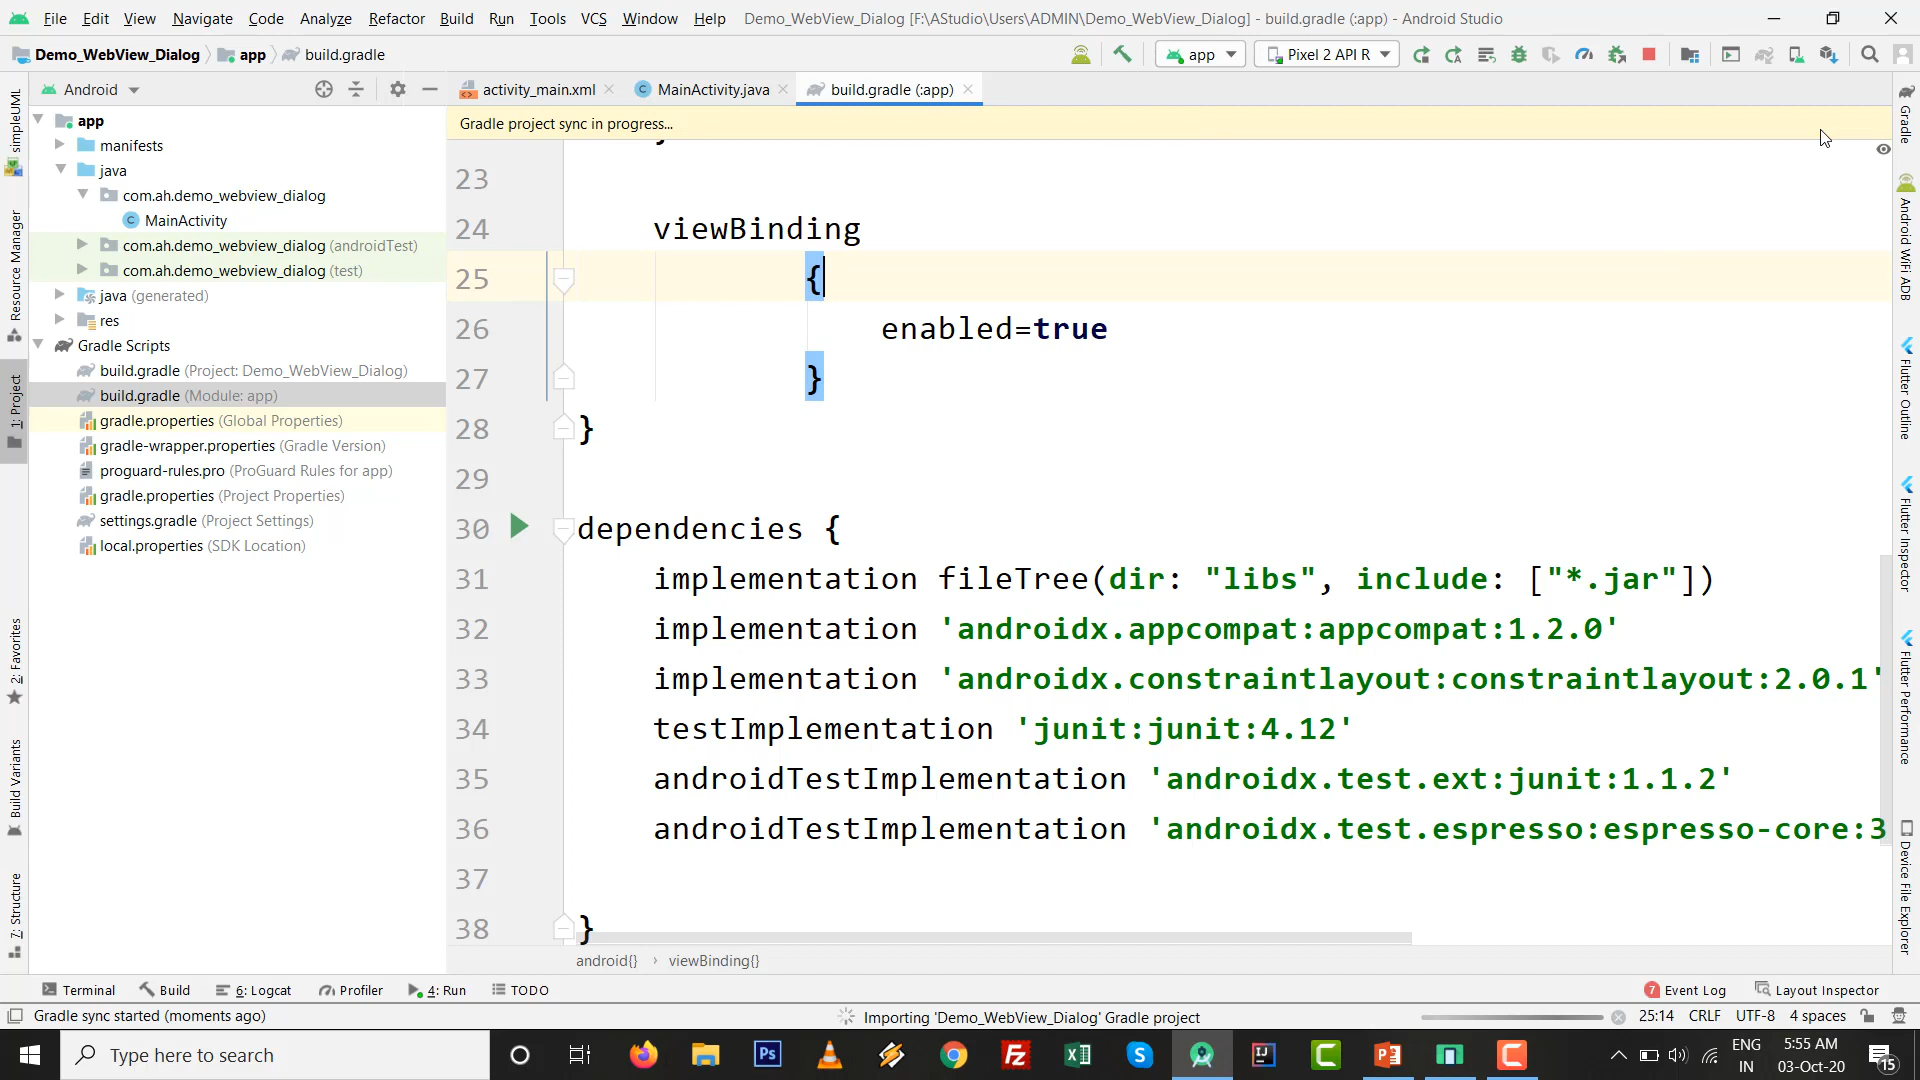 File Edit View Navigate Code Analyze Refactor Build Run Tools VCS Window Help Demo_WebView_Dialog [F:\AStudio\Users\ADMIN\Demo_WebView_Dialog] - build.gradle (:app) - Android Studio
Demo_WebView_Dialog app build.gradle app Pixel 2 API R
Android activity_main.xml MainActivity.java build.gradle (:app)
Gradle project sync in progress...
app
manifests
java
com.ah.demo_webview_dialog
MainActivity
com.ah.demo_webview_dialog (androidTest)
com.ah.demo_webview_dialog (test)
java (generated)
res
Gradle Scripts
build.gradle (Project: Demo_WebView_Dialog)
build.gradle (Module: app)
gradle.properties (Global Properties)
gradle-wrapper.properties (Gradle Version)
proguard-rules.pro (ProGuard Rules for app)
gradle.properties (Project Properties)
settings.gradle (Project Settings)
local.properties (SDK Location)
23
24 viewBinding
25 {
26 enabled=true
27 }
28 }
29
30 dependencies {
31 implementation fileTree(dir: "libs", include: ["*.jar"])
32 implementation 'androidx.appcompat:appcompat:1.2.0'
33 implementation 'androidx.constraintlayout:constraintlayout:2.0.1'
34 testImplementation 'junit:junit:4.12'
35 androidTestImplementation 'androidx.test.ext:junit:1.1.2'
36 androidTestImplementation 'androidx.test.espresso:espresso-core:3
37
38 }
android{} › viewBinding{}
simpleUML
Resource Manager
1: Project
2: Favorites
Build Variants
7: Structure
Gradle
Android WiFi ADB
Flutter Outline
Flutter Inspector
Flutter Performance
Device File Explorer
Terminal Build 6: Logcat Profiler 4: Run TODO 7 Event Log Layout Inspector
Gradle sync started (moments ago) Importing 'Demo_WebView_Dialog' Gradle project 25:14 CRLF UTF-8 4 spaces
Type here to search
ENG
IN
5:55 AM
03-Oct-20
15